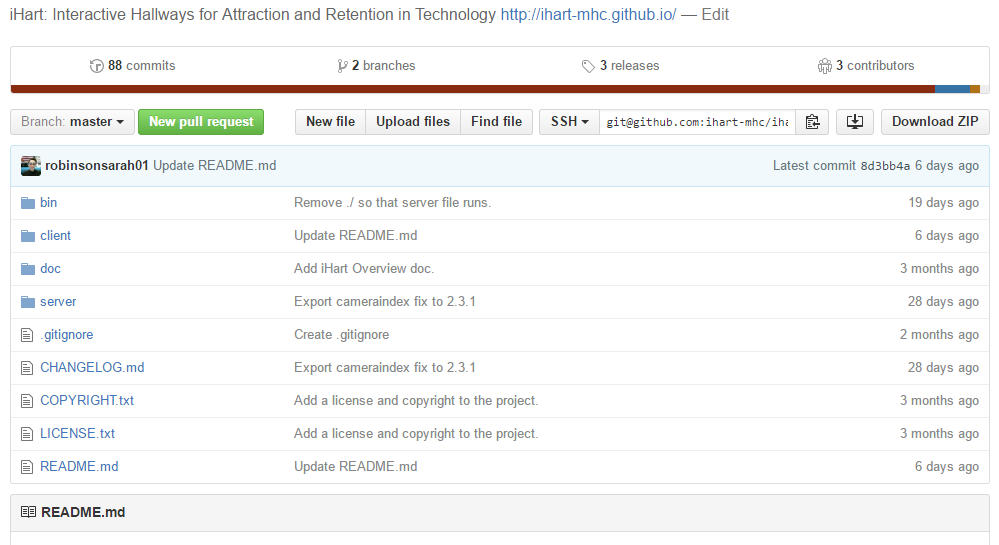 iHart: Interactive Hallways for Attraction and Retention in Technology http://ihart-mhc.github.io/ — Edit
88 commits 2 branches 3 releases 3 contributors
Branch: master New pull request New file Upload files Find file SSH git@github.com:ihart-mhc/iha Download ZIP
robinsonsarah01 Update README.md Latest commit 8d3bb4a 6 days ago
bin Remove ./ so that server file runs. 19 days ago
client Update README.md 6 days ago
doc Add iHart Overview doc. 3 months ago
server Export cameraindex fix to 2.3.1 28 days ago
.gitignore Create .gitignore 2 months ago
CHANGELOG.md Export cameraindex fix to 2.3.1 28 days ago
COPYRIGHT.txt Add a license and copyright to the project. 3 months ago
LICENSE.txt Add a license and copyright to the project. 3 months ago
README.md Update README.md 6 days ago
README.md